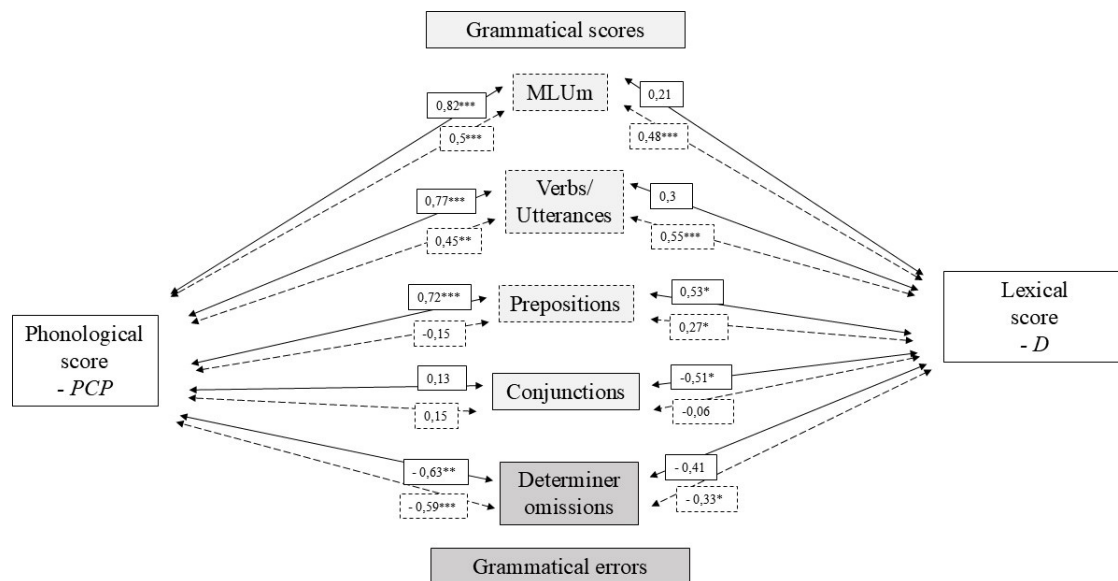 Grammatical scores
MLUm
0,82***
0,21
0,5***
0,48***
Verbs/
Utterances
0,77***
0,3
0,45**
0,55***
Prepositions
0,72***
0,53*
-0,15
0,27*
Phonological
score
- PCP
Lexical
score
- D
Conjunctions
0,13
-0,51*
0,15
-0,06
Determiner
omissions
- 0,63**
- 0,41
- 0,59***
- 0,33*
Grammatical errors